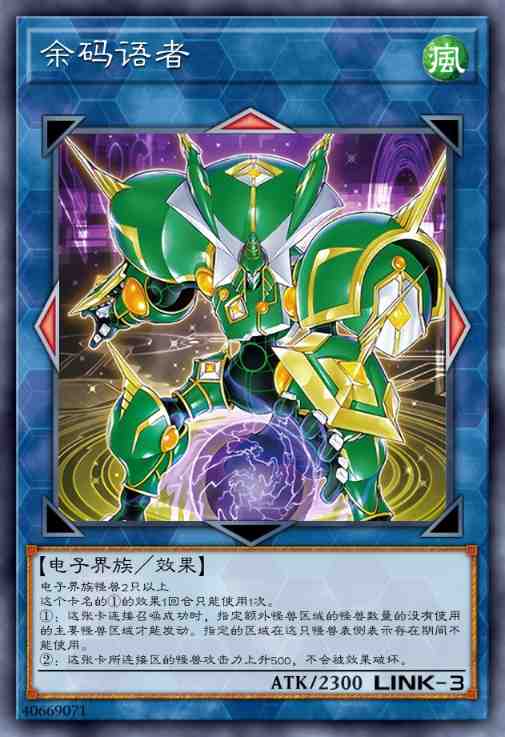 余码语者
風
【电子界族／效果】
电子界族怪兽2只以上
这个卡名的①的效果1回合只能使用1次。
①：这张卡连接召唤成功时，指定额外怪兽区域的怪兽数量的没有使用
的主要怪兽区域才能发动。指定的区域在这只怪兽表侧表示存在期间不
能使用。
②：这张卡所连接区的怪兽攻击力上升500，不会被效果破坏。
ATK/2300 LINK-3
40669071